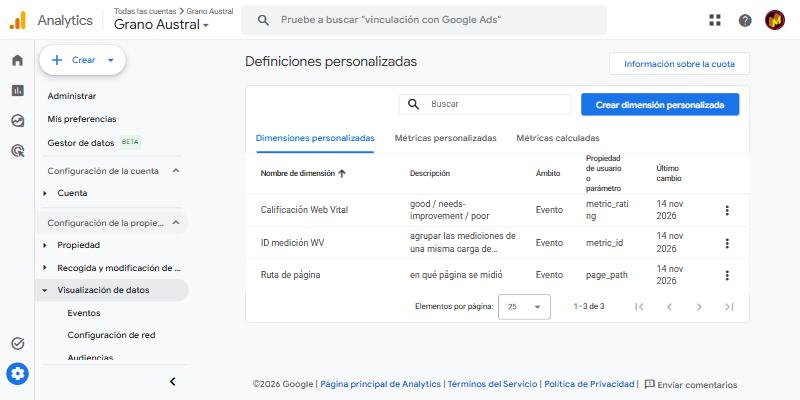 Analytics
Todas las cuentas > Grano Austral
Grano Austral
Pruebe a buscar "vinculación con Google Ads"
Crear
Administrar
Mis preferencias
Gestor de datos BETA
Configuración de la cuenta
Cuenta
Configuración de la propie...
Propiedad
Recogida y modificación de ...
Visualización de datos
Eventos
Configuración de red
Audiencias
Definiciones personalizadas
Información sobre la cuota
Buscar
Crear dimensión personalizada
Dimensiones personalizadas
Métricas personalizadas
Métricas calculadas
Nombre de dimensión
Descripción
Ámbito
Propiedad
de usuario
o
parámetro
Último
cambio
Calificación Web Vital
good / needs-
improvement / poor
Evento
metric_rati
ng
14 nov
2026
ID medición WV
agrupar las mediciones de
una misma carga de...
Evento
metric_id
14 nov
2026
Ruta de página
en qué página se midió
Evento
page_path
14 nov
2026
Elementos por página:
25
1–3 de 3
©2026 Google | Página principal de Analytics | Términos del Servicio | Política de Privacidad | Enviar comentarios